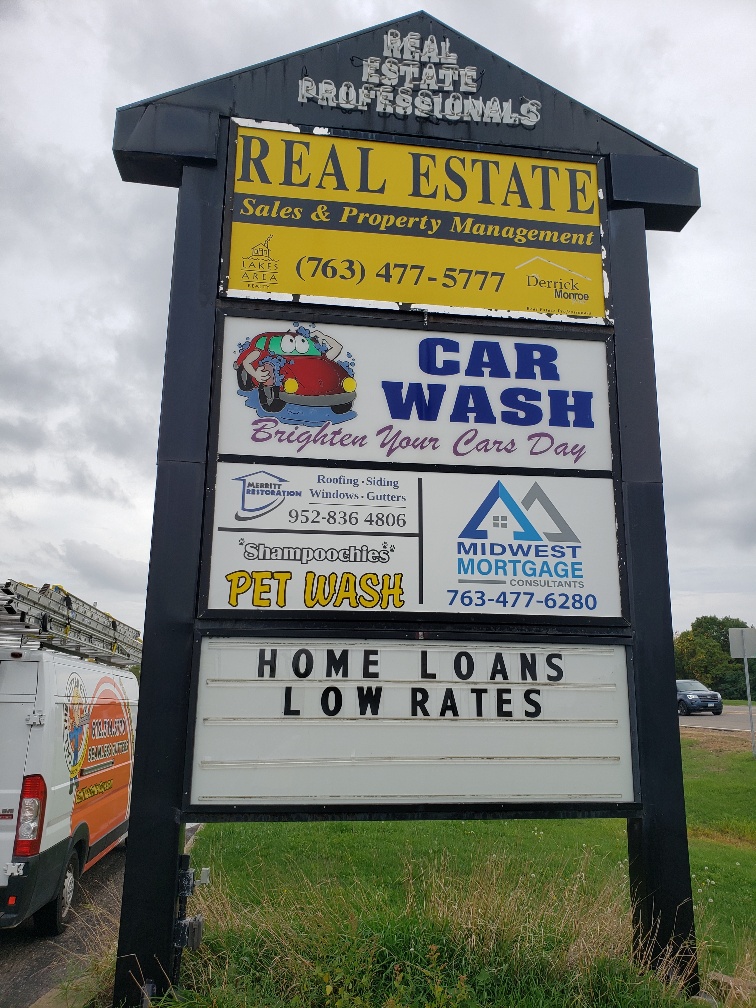 REAL
ESTATE
PROFESSIONALS
REAL ESTATE
Sales & Property Management
LAKES
AREA
REALTY
(763) 477-5777
Derrick
Monroe
CAR
WASH
Brighten Your Cars Day
MERRITT
RESTORATION
Roofing · Siding
Windows · Gutters
952-836 4806
"Shampoochies"
PET WASH
MIDWEST
MORTGAGE
CONSULTANTS
763-477-6280
HOME LOANS
LOW RATES
SEAMLESS GUTTERS